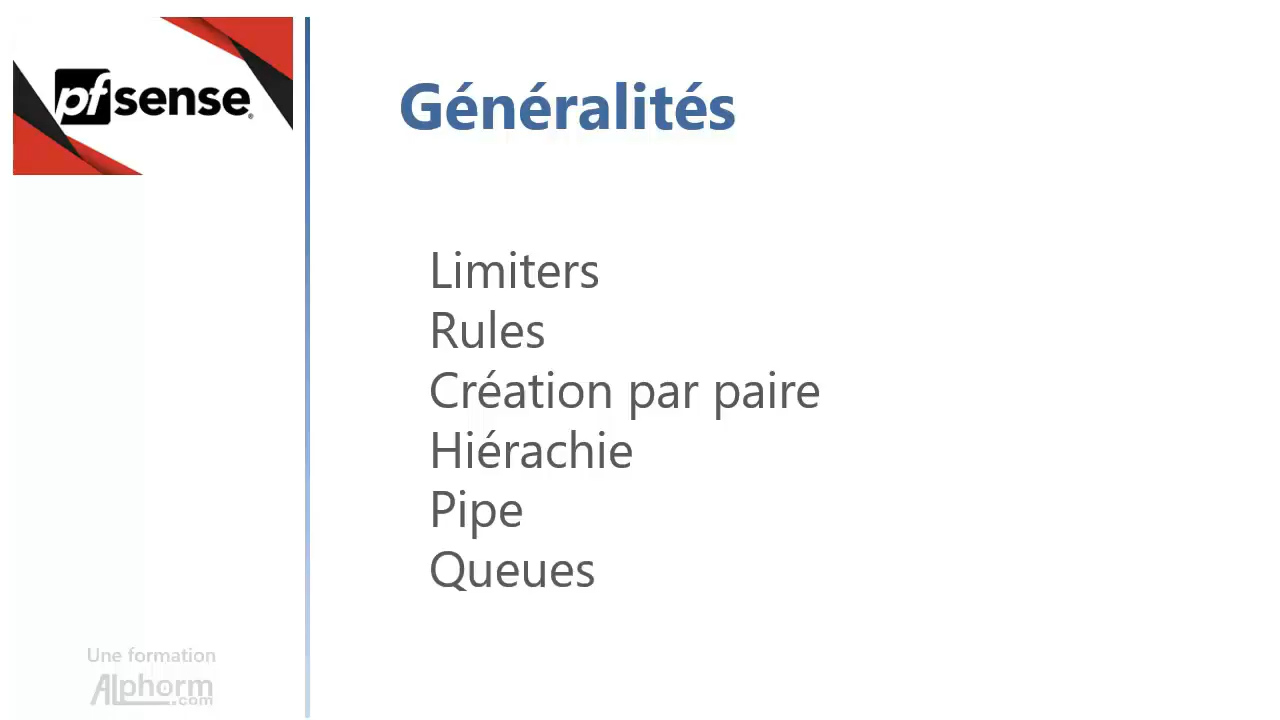 pfsense
Généralités
Limiters
Rules
Création par paire
Hiérachie
Pipe
Queues
Une formation
Alphorm
.com